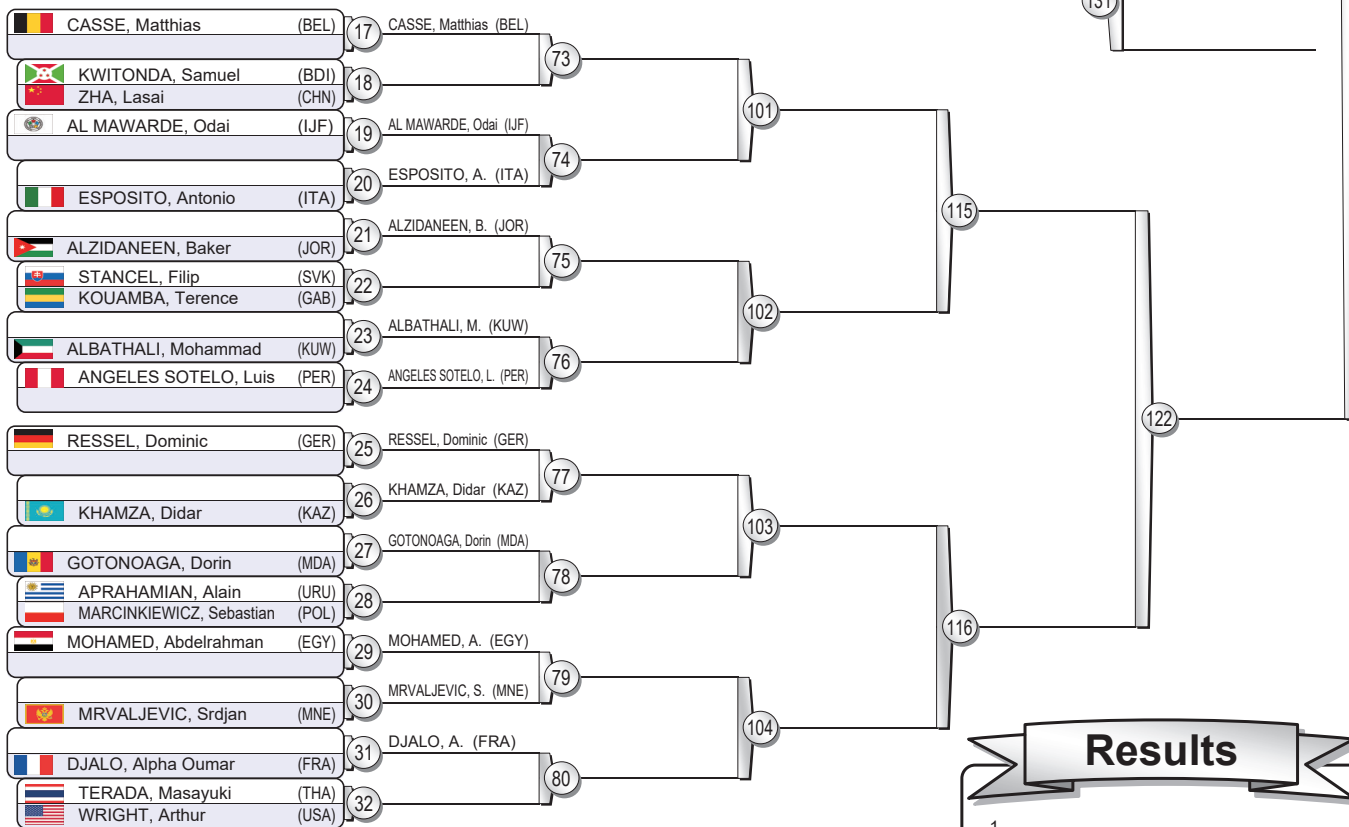 131
CASSE, Matthias (BEL) 17 CASSE, Matthias (BEL)
73
KWITONDA, Samuel (BDI)
18
ZHA, Lasai (CHN)
101
AL MAWARDE, Odai (IJF) 19 AL MAWARDE, Odai (IJF)
74
20 ESPOSITO, A. (ITA)
ESPOSITO, Antonio (ITA)
115
21 ALZIDANEEN, B. (JOR)
ALZIDANEEN, Baker (JOR)
75
STANCEL, Filip (SVK)
22
KOUAMBA, Terence (GAB)
102
23 ALBATHALI, M. (KUW)
ALBATHALI, Mohammad (KUW)
76
ANGELES SOTELO, Luis (PER) 24 ANGELES SOTELO, L. (PER)
122
RESSEL, Dominic (GER) 25 RESSEL, Dominic (GER)
77
26 KHAMZA, Didar (KAZ)
KHAMZA, Didar (KAZ)
103
27 GOTONOAGA, Dorin (MDA)
GOTONOAGA, Dorin (MDA)
78
APRAHAMIAN, Alain (URU)
28
MARCINKIEWICZ, Sebastian (POL)
116
MOHAMED, Abdelrahman (EGY) 29 MOHAMED, A. (EGY)
79
30 MRVALJEVIC, S. (MNE)
MRVALJEVIC, Srdjan (MNE)
104
31 DJALO, A. (FRA)
DJALO, Alpha Oumar (FRA)
80
TERADA, Masayuki (THA)
32
WRIGHT, Arthur (USA)
Results
1